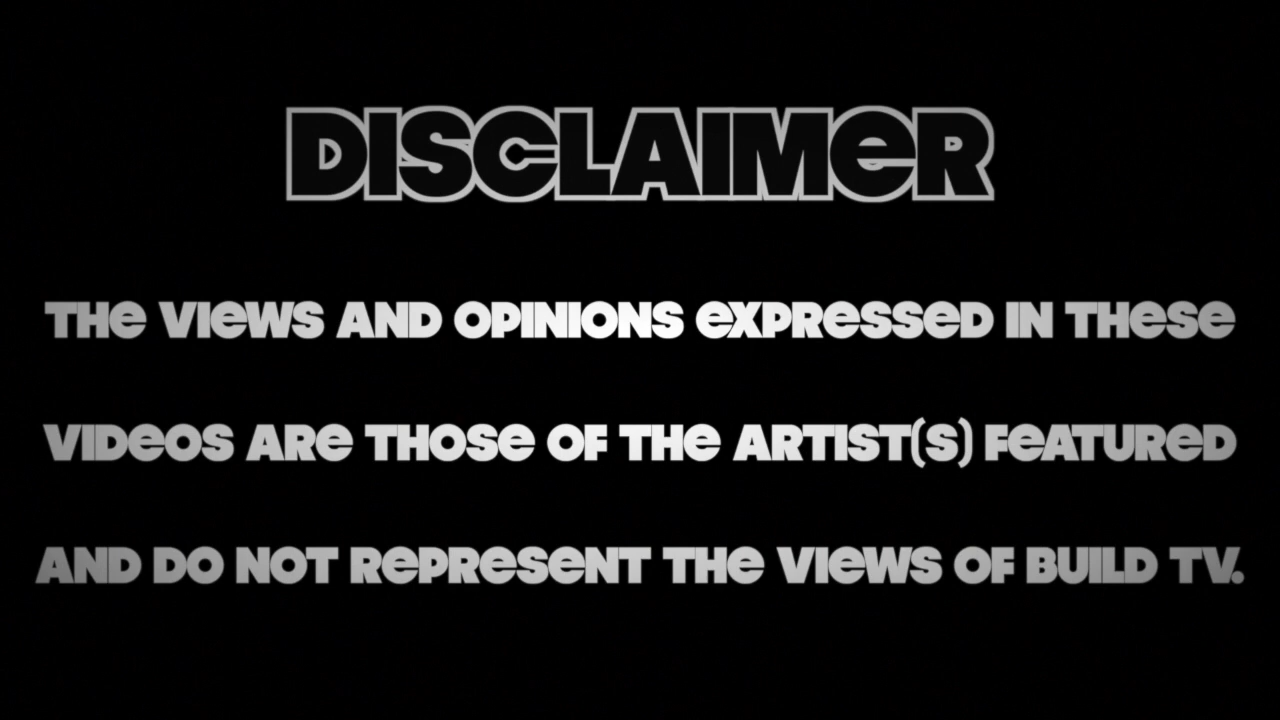 DISCLAIMER
THE VIEWS AND OPINIONS EXPRESSED IN THESE
VIDEOS ARE THOSE OF THE ARTIST(S) FEATURED
AND DO NOT REPRESENT THE VIEWS OF BUILD TV.